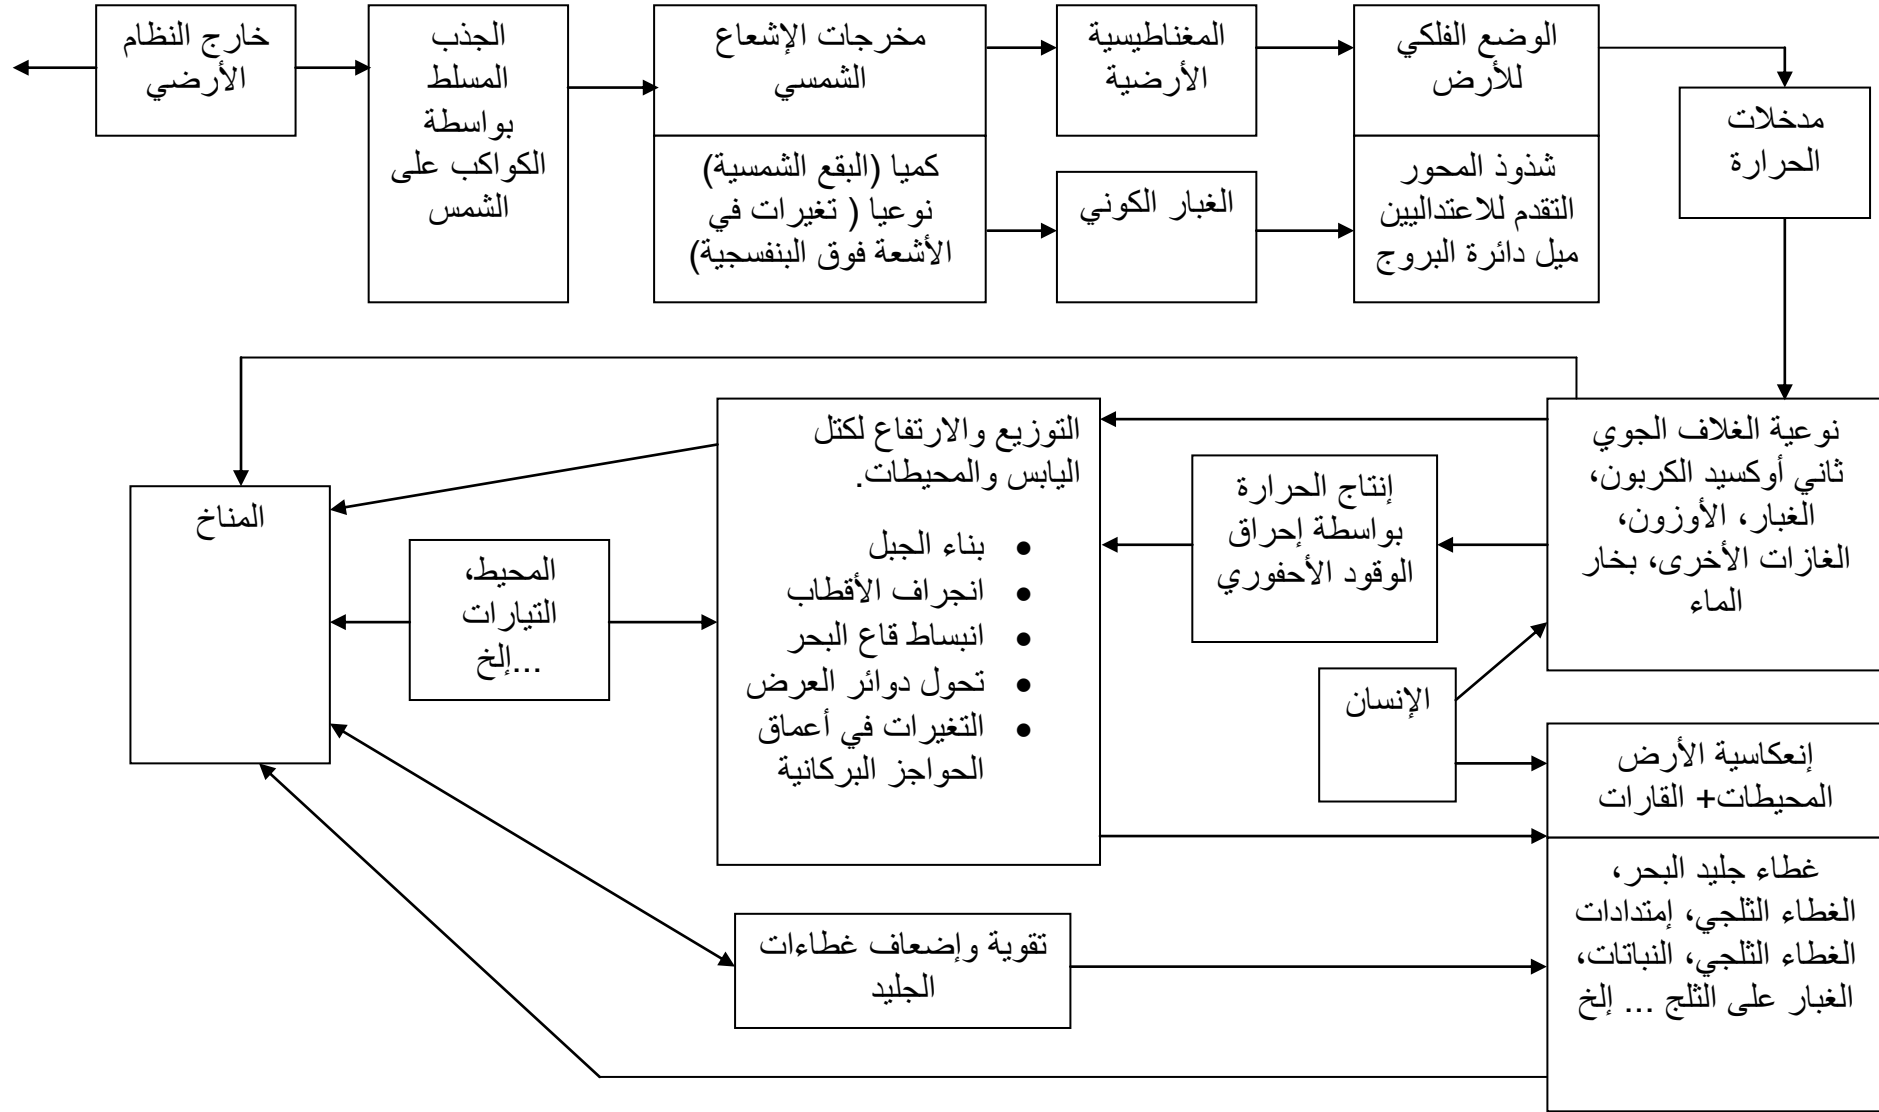 خارج النظام
الأرضي
الجذب
المسلط
بواسطة
الكواكب على
الشمس
مخرجات الإشعاع
الشمسي
كميا (البقع الشمسية)
نوعيا ( تغيرات في
الأشعة فوق البنفسجية)
المغناطيسية
الأرضية
الغبار الكوني
الوضع الفلكي
للأرض
شذوذ المحور
التقدم للاعتداليين
ميل دائرة البروج
مدخلات
الحرارة
نوعية الغلاف الجوي
ثاني أوكسيد الكربون،
الغبار، الأوزون،
الغازات الأخرى، بخار
الماء
إنتاج الحرارة
بواسطة إحراق
الوقود الأحفوري
التوزيع والارتفاع لكتل
اليابس والمحيطات.
• بناء الجبل
• انجراف الأقطاب
• انبساط قاع البحر
• تحول دوائر العرض
• التغيرات في أعماق
الحواجز البركانية
المحيط،
التيارات
...إلخ
المناخ
الإنسان
إنعكاسية الأرض
المحيطات+ القارات
غطاء جليد البحر،
الغطاء الثلجي، إمتدادات
الغطاء الثلجي، النباتات،
الغبار على الثلج ... إلخ
تقوية وإضعاف غطاءات
الجليد